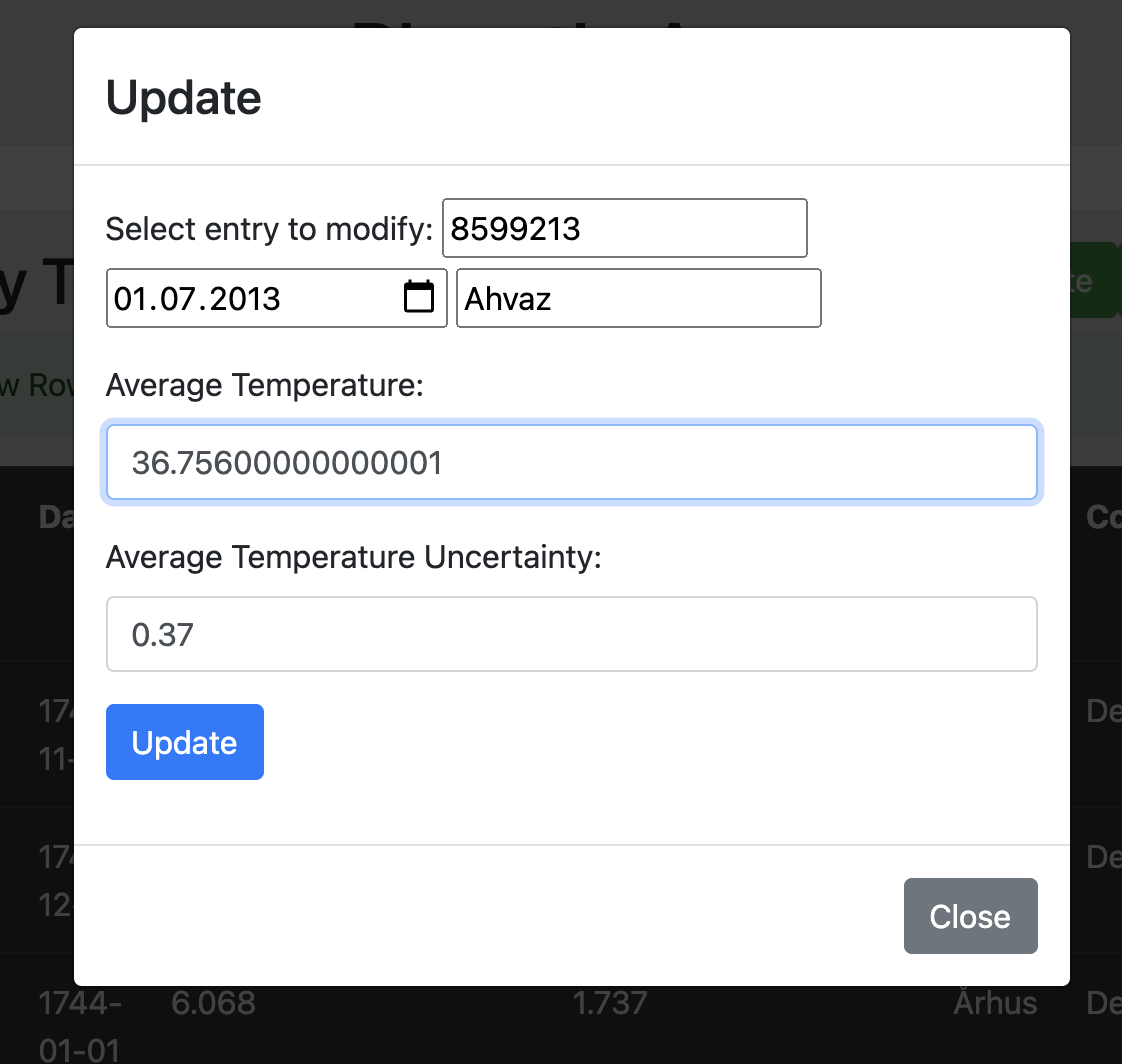 Update
Select entry to modify: 8599213
01.07.2013 Ahvaz
Average Temperature:
36.75600000000001
Average Temperature Uncertainty:
0.37
Update
Close
1744- 6.068 1.737 Århus
01-01